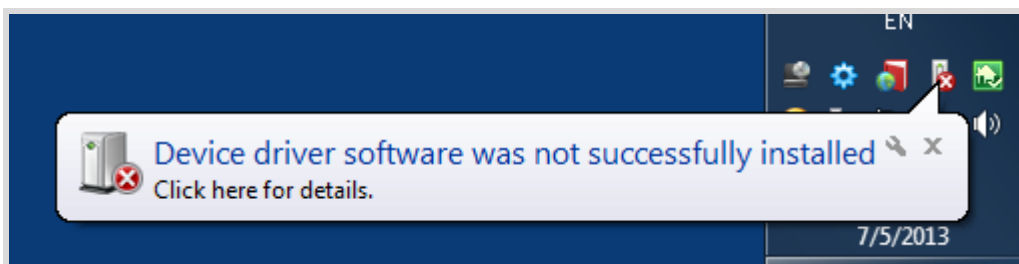 EN
Device driver software was not successfully installed
Click here for details.
7/5/2013